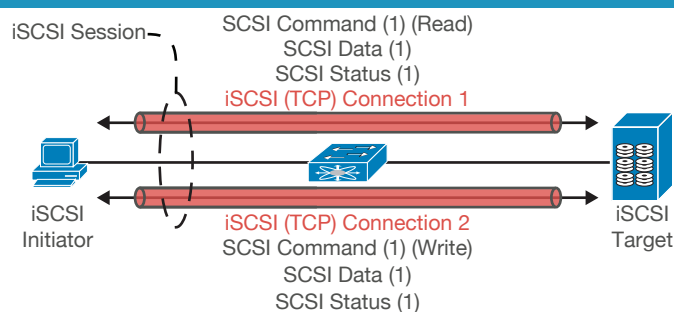 iSCSI Session
SCSI Command (1) (Read)
SCSI Data (1)
SCSI Status (1)
iSCSI (TCP) Connection 1
iSCSI
Initiator
iSCSI
Target
iSCSI (TCP) Connection 2
SCSI Command (1) (Write)
SCSI Data (1)
SCSI Status (1)